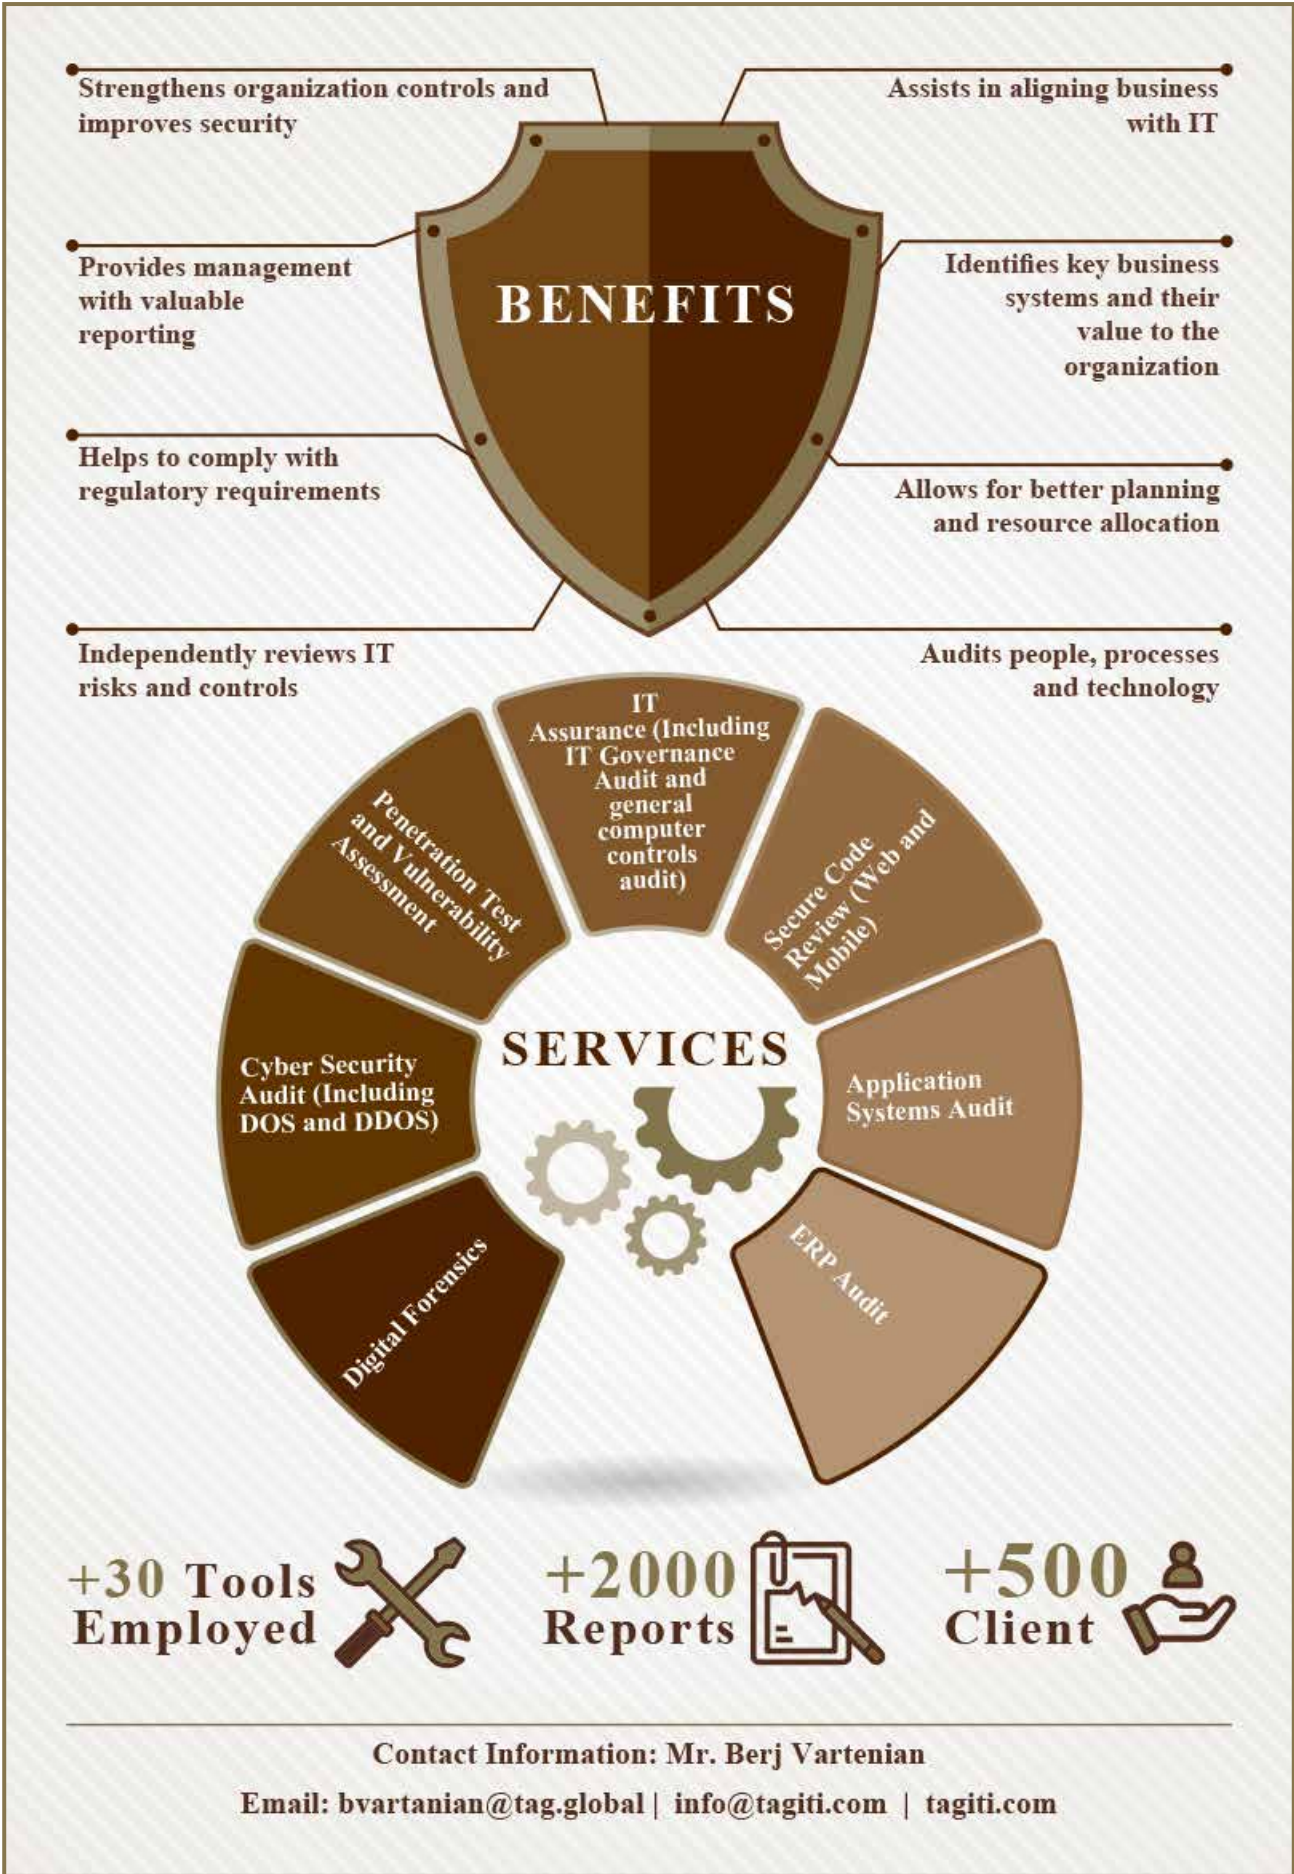 Strengthens organization controls and
improves security
Assists in aligning business
with IT
Provides management
with valuable
reporting
BENEFITS
Identifies key business
systems and their
value to the
organization
Helps to comply with
regulatory requirements
Allows for better planning
and resource allocation
Independently reviews IT
risks and controls
Audits people, processes
and technology
IT
Assurance (Including
IT Governance
Audit and
general
computer
controls
audit)
Penetration Test
and Vulnerability
Assessment
Secure Code
Review (Web and
Mobile)
Cyber Security
Audit (Including
DOS and DDOS)
SERVICES
Application
Systems Audit
Digital Forensics
ERP Audit
+30 Tools
Employed
+2000
Reports
+500
Client
Contact Information: Mr. Berj Vartenian
Email: bvartanian@tag.global | info@tagiti.com | tagiti.com